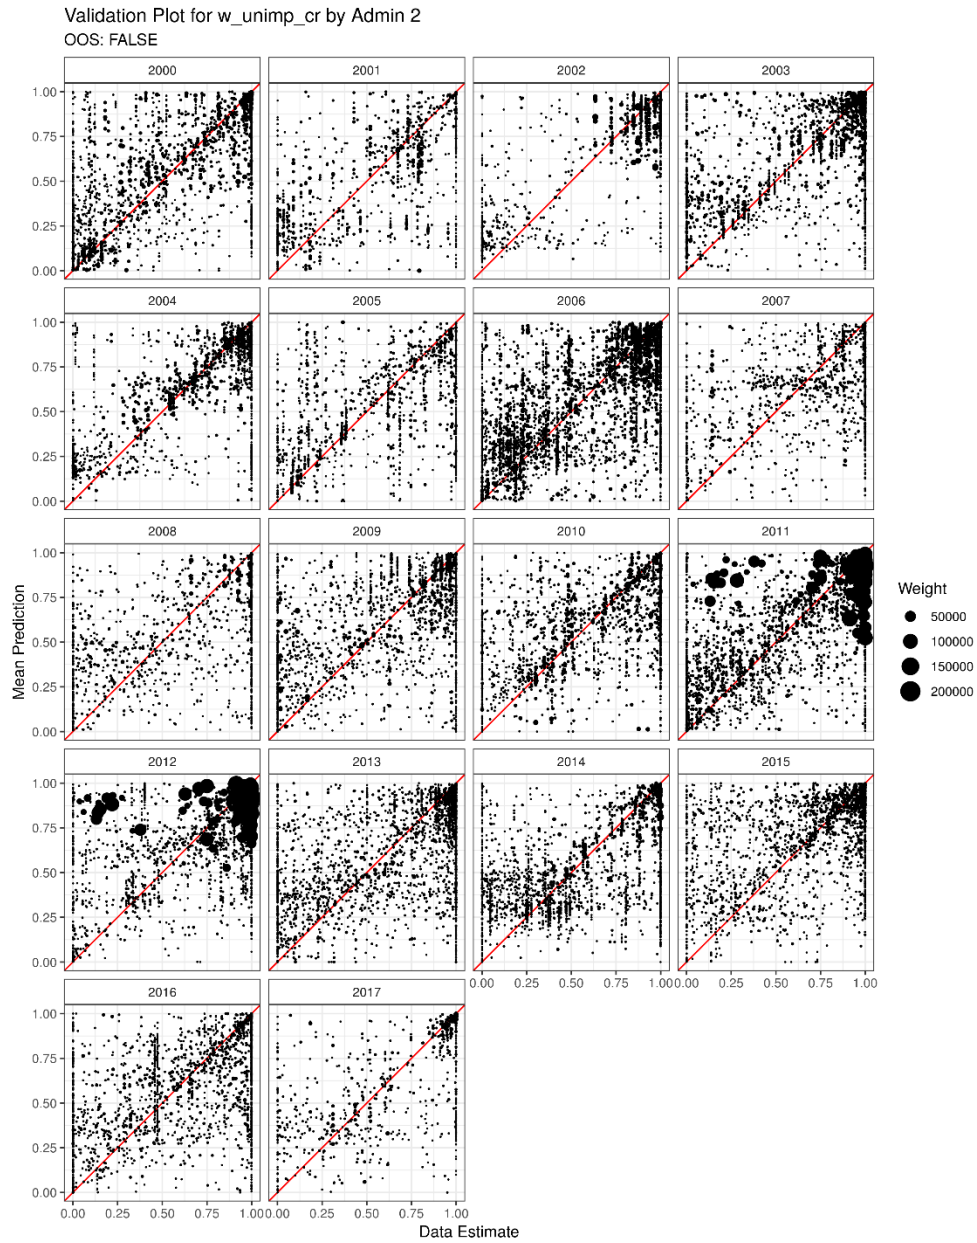 Validation Plot for w_unimp_cr by Admin 2
OOS: FALSE
2000 2001 2002 2003
1.00
0.75
0.50
0.25
0.00
2004 2005 2006 2007
1.00
0.75
0.50
0.25
0.00
2008 2009 2010 2011
1.00
0.75
0.50
0.25
0.00
Mean Prediction
Weight
50000
100000
150000
200000
2012 2013 2014 2015
1.00
0.75
0.50
0.25
0.00
0.00 0.25 0.50 0.75 1.00 0.00 0.25 0.50 0.75 1.00
2016 2017
1.00
0.75
0.50
0.25
0.00
0.00 0.25 0.50 0.75 1.00 0.00 0.25 0.50 0.75 1.00
Data Estimate